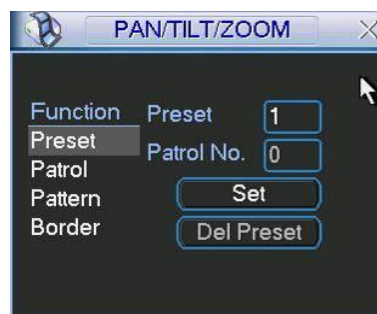 PAN/TILT/ZOOM
Function
Preset
Patrol
Pattern
Border
Preset 1
Patrol No. 0
Set
Del Preset